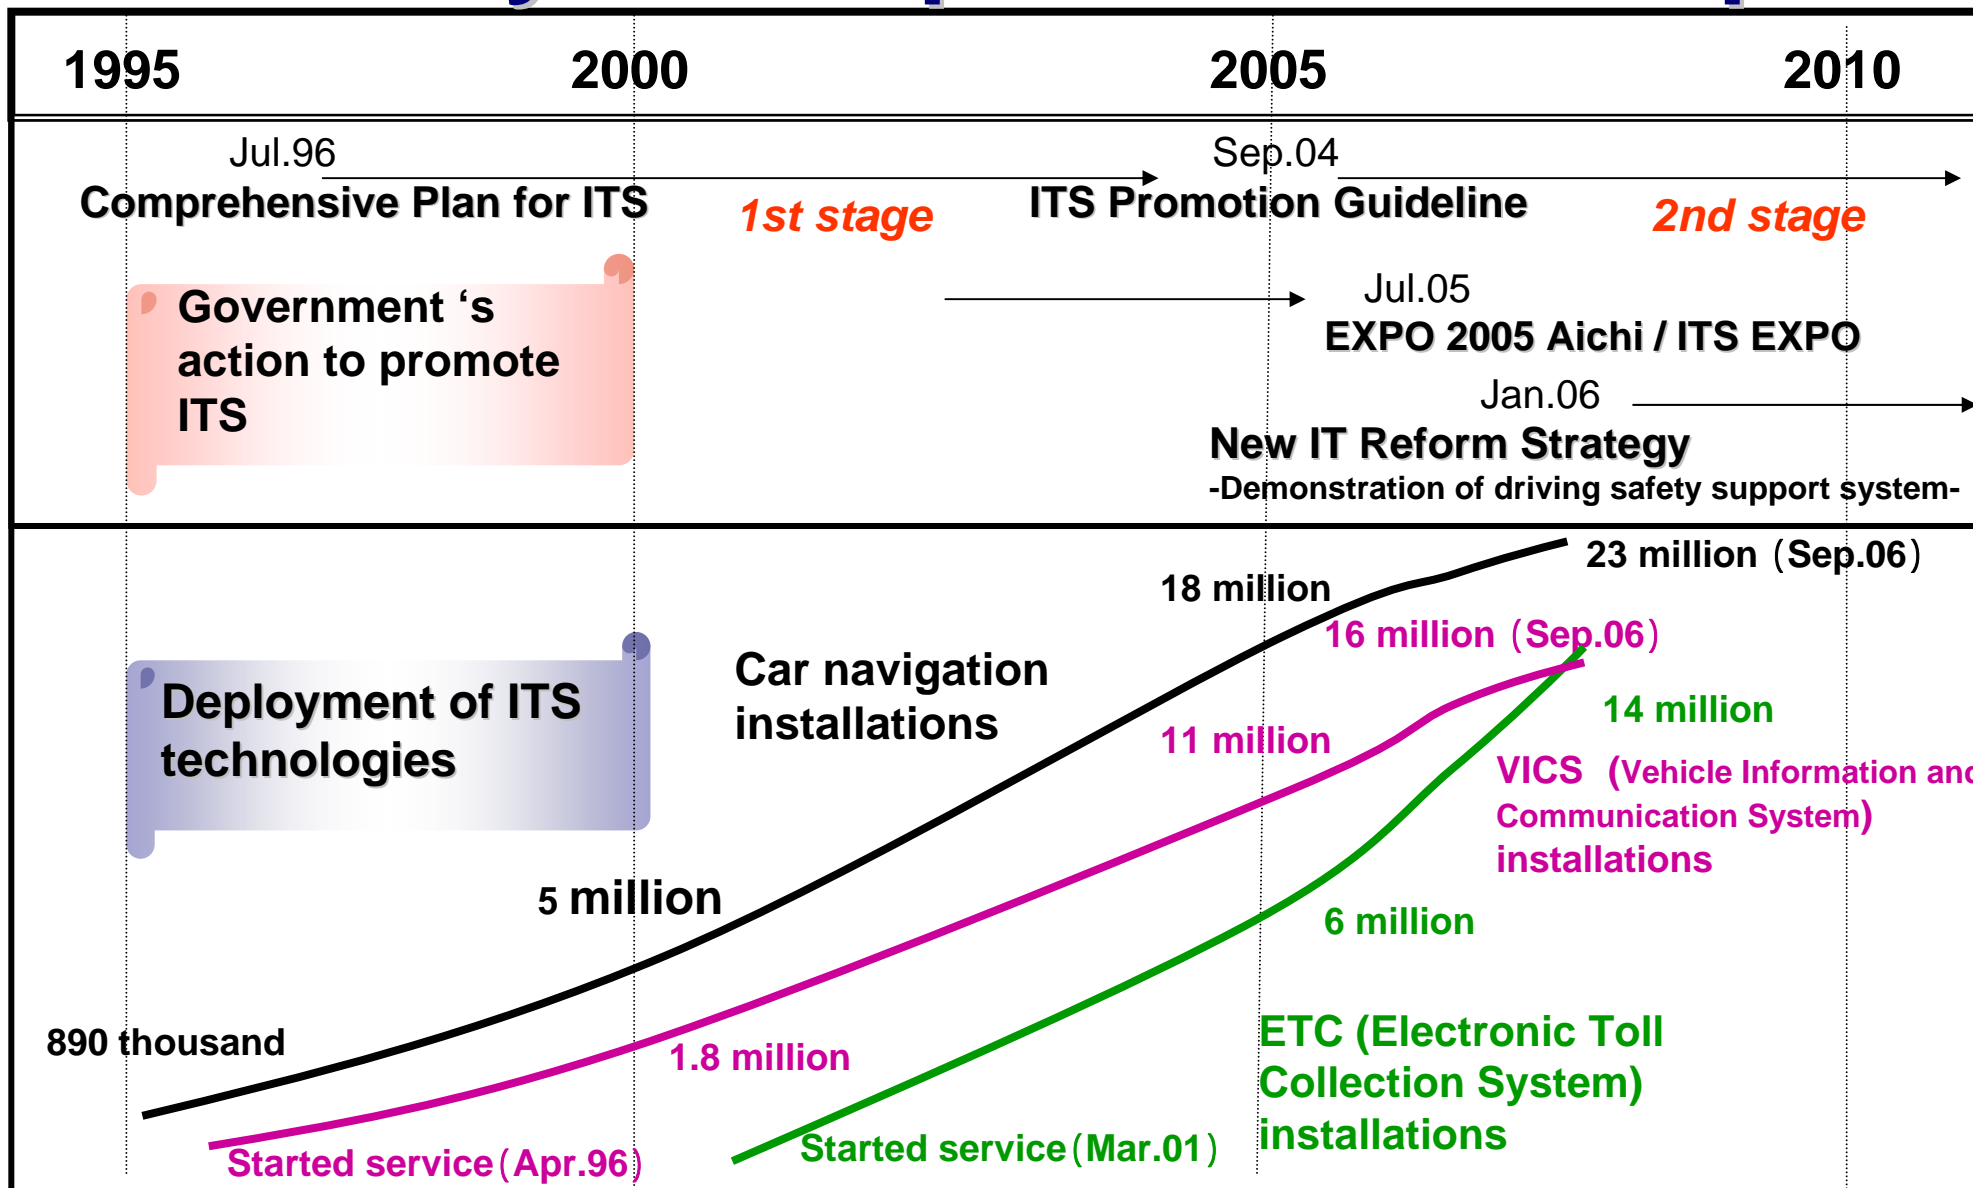 1995 2000 2005 2010
Jul.96 Sep.04
Comprehensive Plan for ITS 1st stage ITS Promotion Guideline 2nd stage
Government ‘s
action to promote
ITS
Jul.05
EXPO 2005 Aichi / ITS EXPO
Jan.06
New IT Reform Strategy
-Demonstration of driving safety support system-
23 million (Sep.06)
18 million
16 million (Sep.06)
Car navigation
installations
Deployment of ITS
technologies
11 million
14 million
VICS (Vehicle Information and
Communication System)
installations
5 million
6 million
890 thousand
1.8 million
ETC (Electronic Toll
Collection System)
installations
Started service(Apr.96)
Started service(Mar.01)